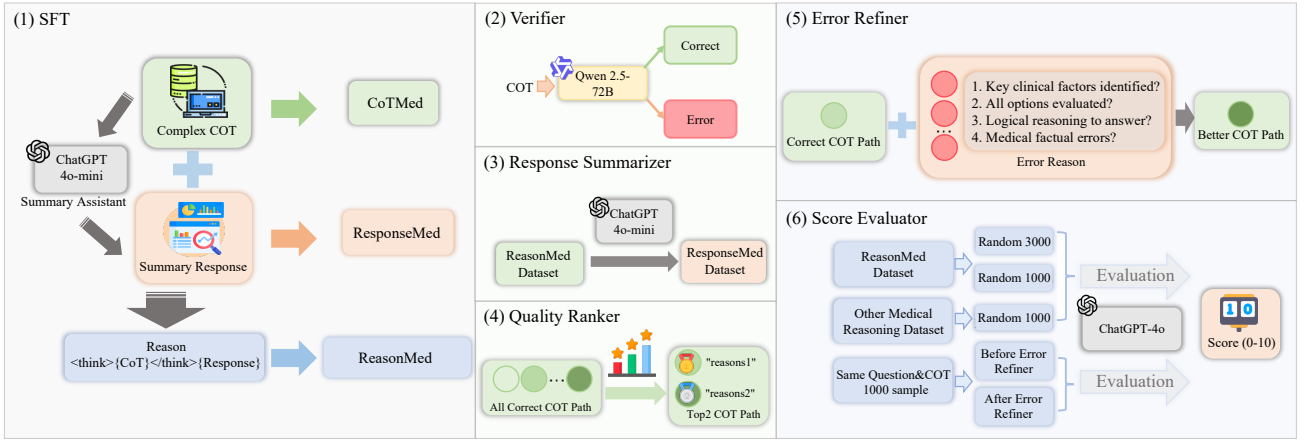 (1) SFT
Complex COT
CoTMed
ChatGPT
4o-mini
Summary Assistant
Summary Response
ResponseMed
Reason
<think>{CoT}</think>{Response}
ReasonMed
(2) Verifier
COT
Qwen 2.5-
72B
Correct
Error
(3) Response Summarizer
ChatGPT
4o-mini
ReasonMed
Dataset
ResponseMed
Dataset
(4) Quality Ranker
...
All Correct COT Path
"reasons1"
"reasons2"
Top2 COT Path
(5) Error Refiner
Correct COT Path
...
1. Key clinical factors identified?
2. All options evaluated?
3. Logical reasoning to answer?
4. Medical factual errors?
Error Reason
Better COT Path
(6) Score Evaluator
ReasonMed
Dataset
Random 3000
Random 1000
Other Medical
Reasoning Dataset
Random 1000
Same Question&COT
1000 sample
Before Error
Refiner
After Error
Refiner
Evaluation
ChatGPT-4o
Evaluation
1 0
Score (0-10)